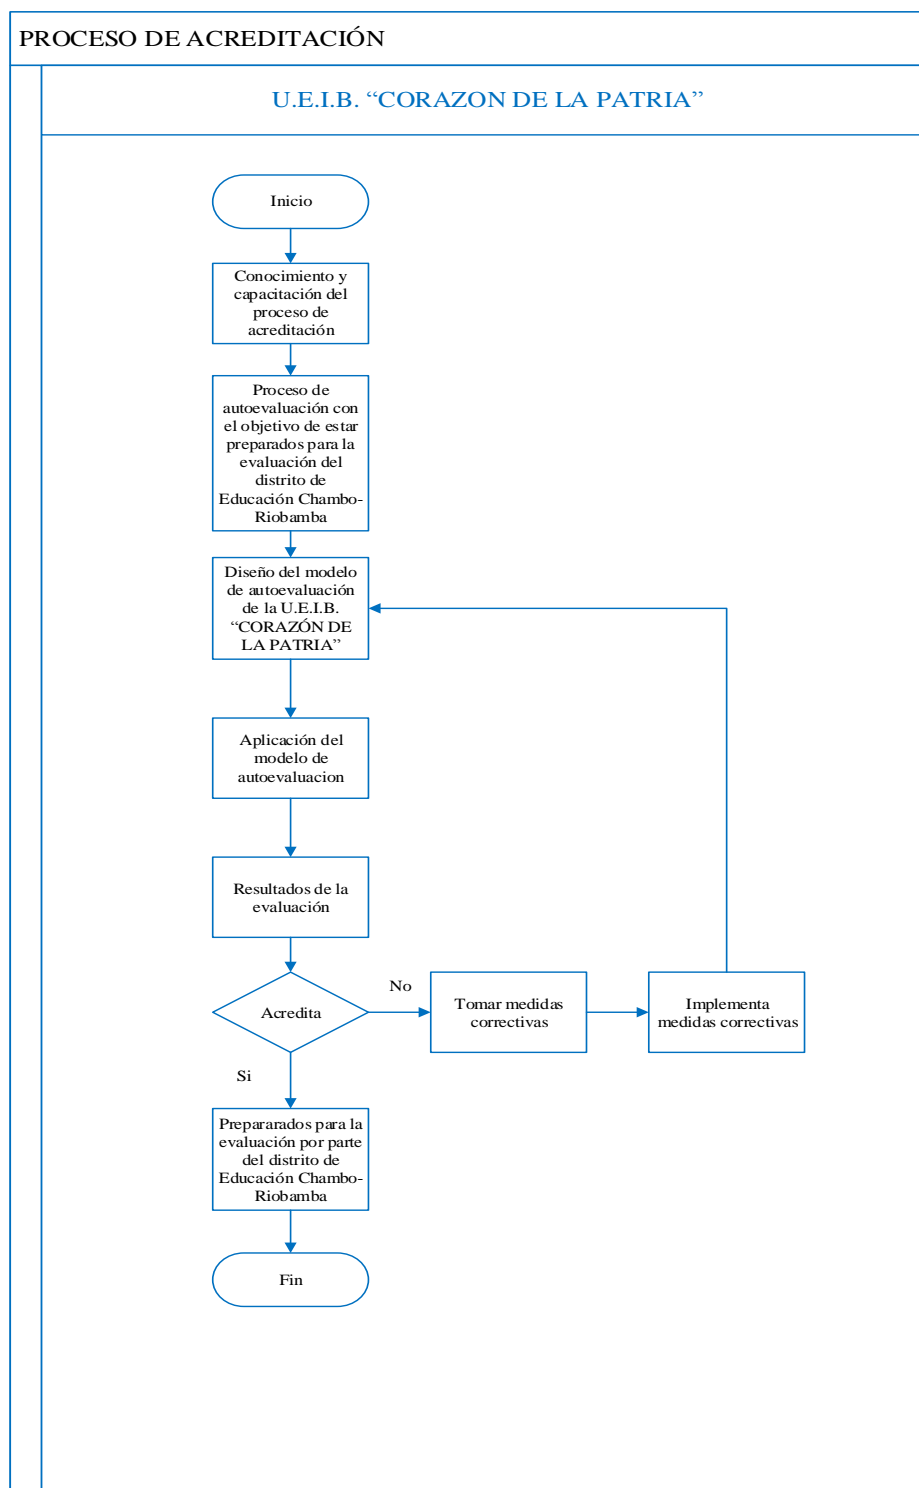 PROCESO DE ACREDITACIÓN
U.E.I.B. “CORAZON DE LA PATRIA”
Inicio
Conocimiento y
capacitación del
proceso de
acreditación
Proceso de
autoevaluación con
el objetivo de estar
preparados para la
evaluación del
distrito de
Educación Chambo-
Riobamba
Diseño del modelo
de autoevaluación
de la U.E.I.B.
“CORAZÓN DE
LA PATRIA”
Aplicación del
modelo de
autoevaluacion
Resultados de la
evaluación
Acredita
No
Tomar medidas
correctivas
Implementa
medidas correctivas
Si
Prepararados para la
evaluación por parte
del distrito de
Educación Chambo-
Riobamba
Fin